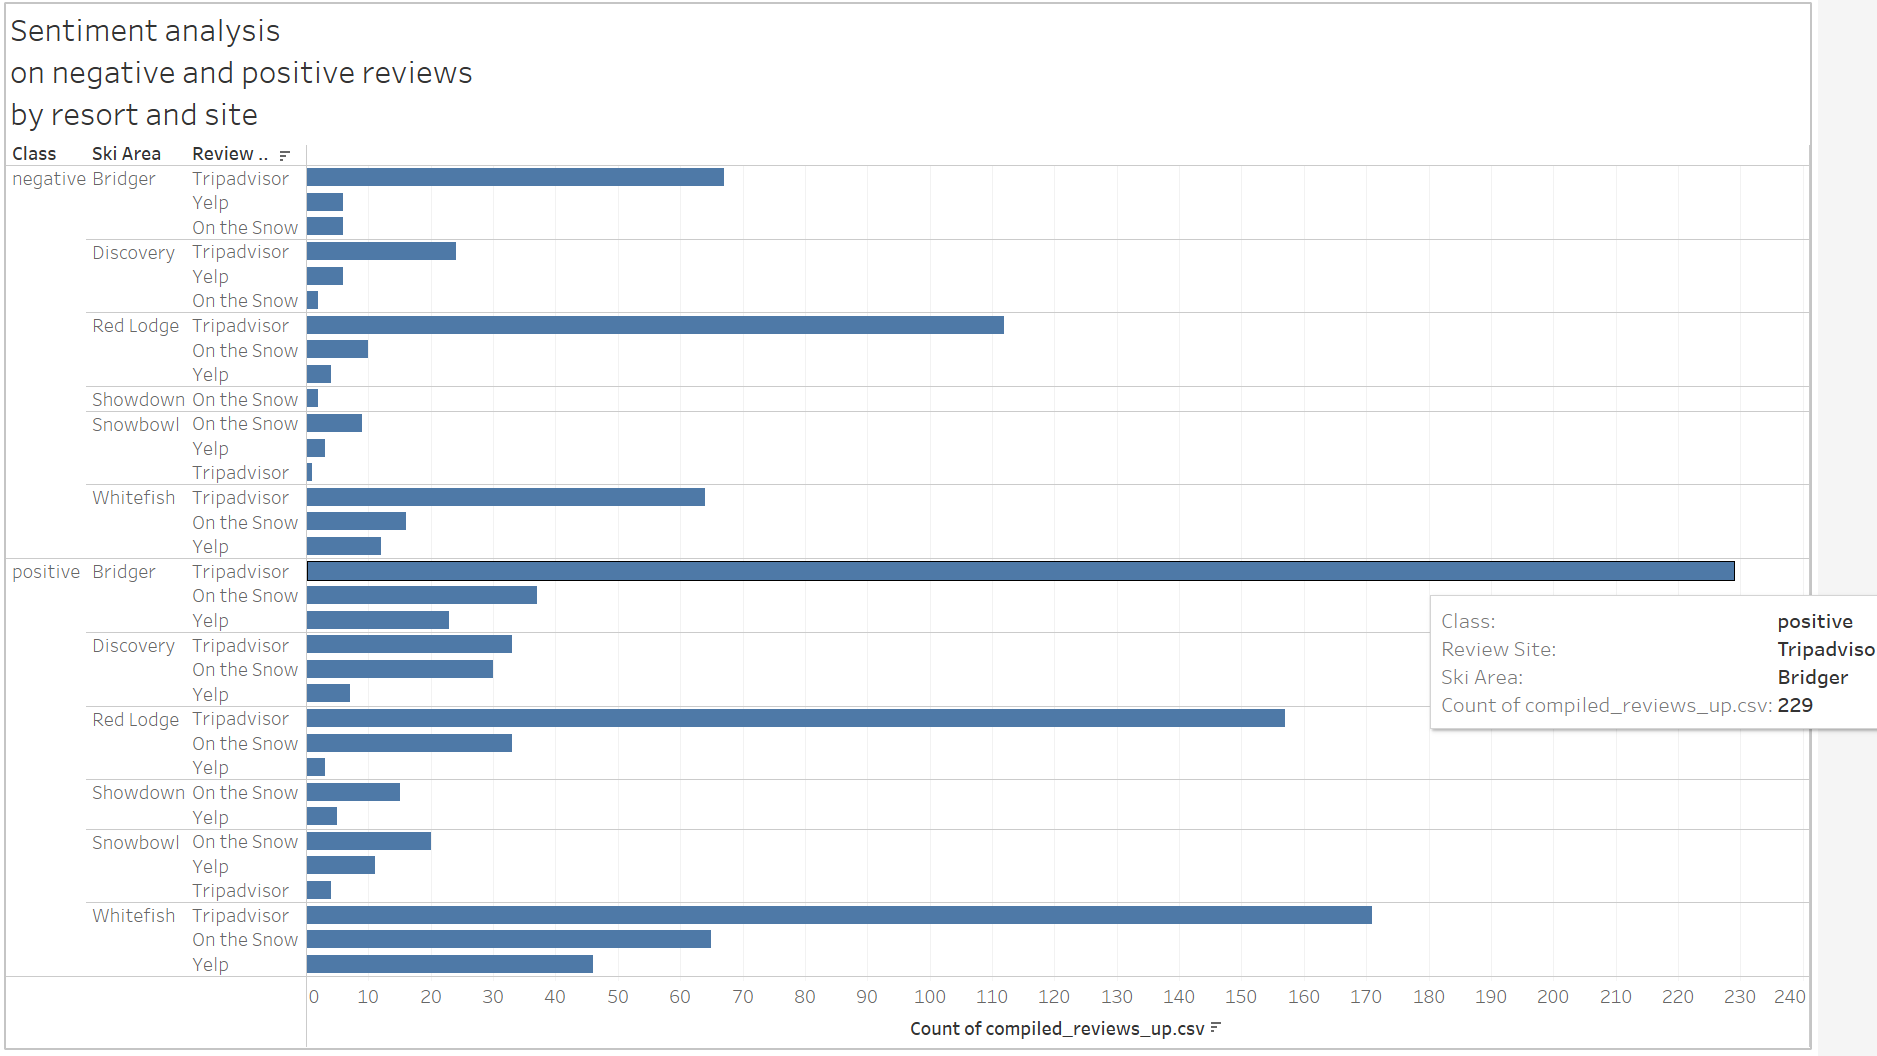 Sentiment analysis
on negative and positive reviews
by resort and site
Class Ski Area Review ..
negative Bridger Tripadvisor
Yelp
On the Snow
Discovery Tripadvisor
Yelp
On the Snow
Red Lodge Tripadvisor
On the Snow
Yelp
Showdown On the Snow
Snowbowl On the Snow
Yelp
Tripadvisor
Whitefish Tripadvisor
On the Snow
Yelp
positive Bridger Tripadvisor
On the Snow
Yelp
Discovery Tripadvisor
On the Snow
Yelp
Red Lodge Tripadvisor
On the Snow
Yelp
Showdown On the Snow
Yelp
Snowbowl On the Snow
Yelp
Tripadvisor
Whitefish Tripadvisor
On the Snow
Yelp
Class: positive
Review Site: Tripadviso
Ski Area: Bridger
Count of compiled_reviews_up.csv: 229
0 10 20 30 40 50 60 70 80 90 100 110 120 130 140 150 160 170 180 190 200 210 220 230 240
Count of compiled_reviews_up.csv